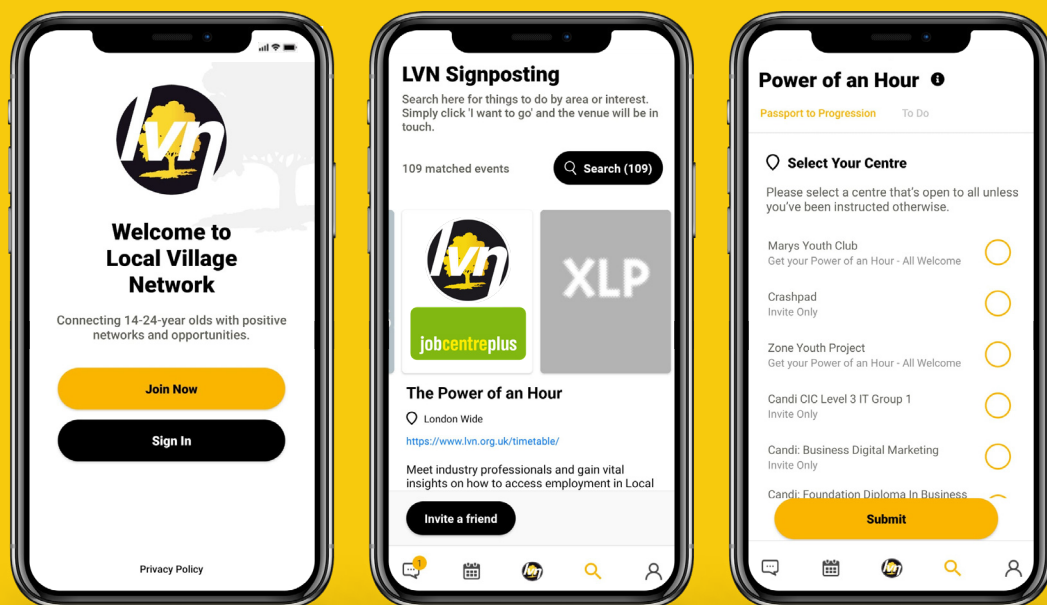 lvn
Welcome to
Local Village
Network
Connecting 14-24-year olds with positive
networks and opportunities.
Join Now
Sign In
Privacy Policy
LVN Signposting
Search here for things to do by area or interest.
Simply click 'I want to go' and the venue will be in
touch.
109 matched events
Search (109)
lvn
jobcentreplus
XLP
The Power of an Hour
London Wide
https://www.lvn.org.uk/timetable/
Meet industry professionals and gain vital
insights on how to access employment in Local
Invite a friend
1
lvn
Power of an Hour
Passport to Progression To Do
Select Your Centre
Please select a centre that's open to all unless
you've been instructed otherwise.
Marys Youth Club
Get your Power of an Hour - All Welcome
Crashpad
Invite Only
Zone Youth Project
Get your Power of an Hour - All Welcome
Candi CIC Level 3 IT Group 1
Invite Only
Candi: Business Digital Marketing
Invite Only
Candi: Foundation Diploma In Business
Submit
lvn